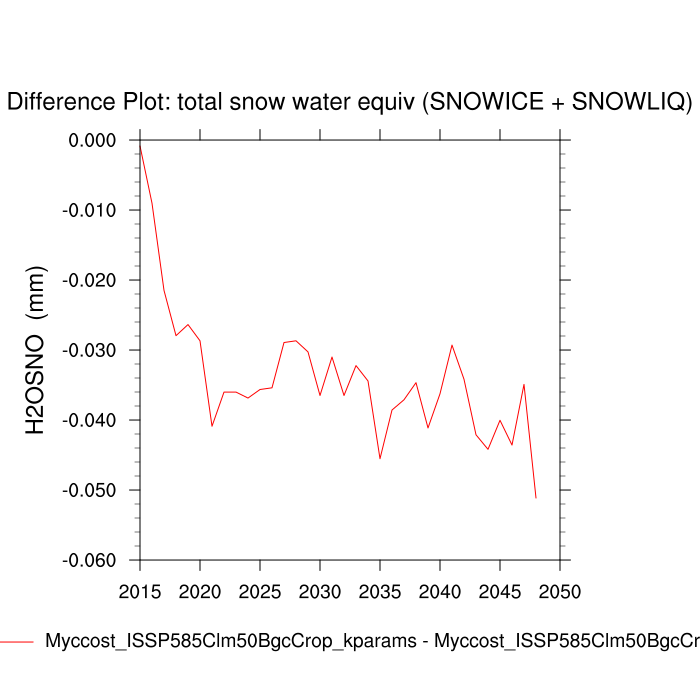 Difference Plot: total snow water equiv (SNOWICE + SNOWLIQ)
0.000
-0.010
-0.020
-0.030
-0.040
-0.050
-0.060
H2OSNO (mm)
2015 2020 2025 2030 2035 2040 2045 2050
Myccost_ISSP585Clm50BgcCrop_kparams - Myccost_ISSP585Clm50BgcCr